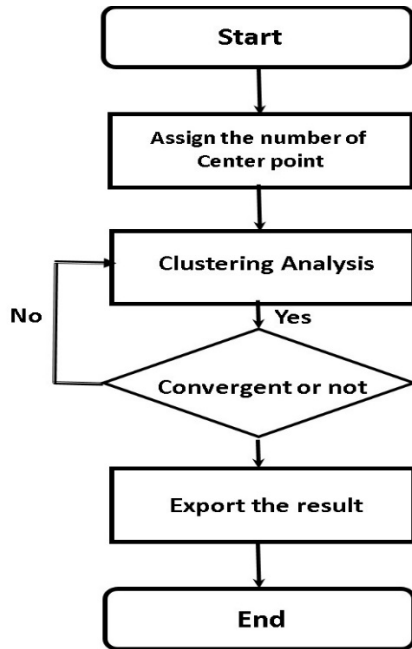 Start
Assign the number of
Center point
Clustering Analysis
No
Yes
Convergent or not
Export the result
End